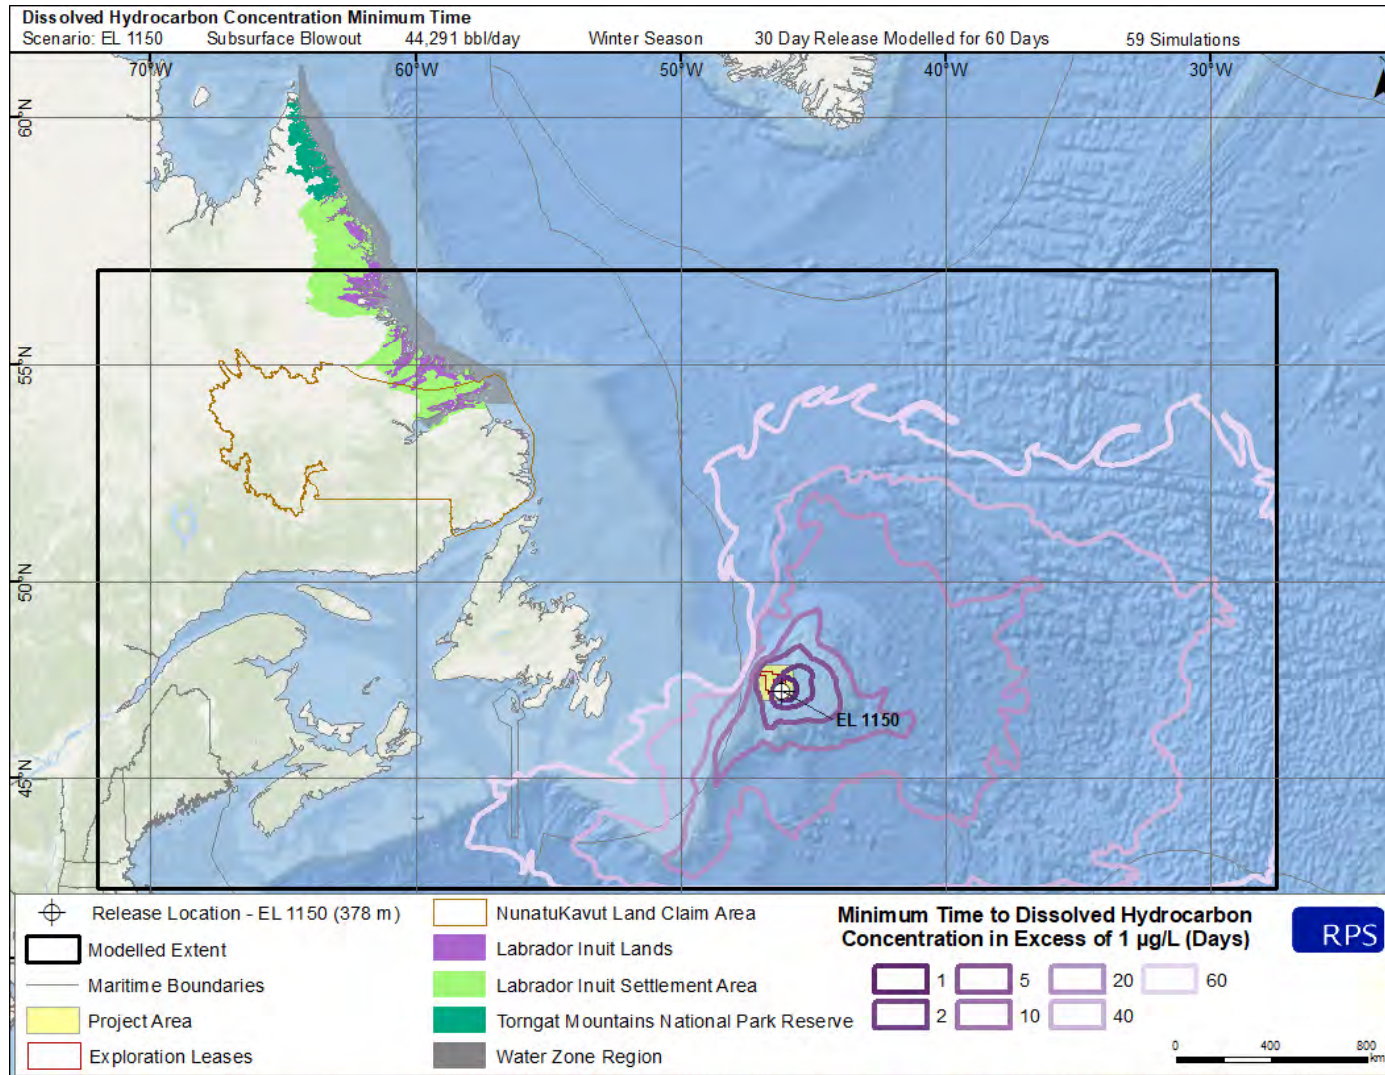 Dissolved Hydrocarbon Concentration Minimum Time
Scenario: EL 1150 Subsurface Blowout 44,291 bbl/day Winter Season 30 Day Release Modelled for 60 Days 59 Simulations
70°W 60°W 50°W 40°W 30°W
60°N
55°N
50°N
45°N
EL 1150
Release Location - EL 1150 (378 m)
Modelled Extent
Maritime Boundaries
Project Area
Exploration Leases
NunatuKavut Land Claim Area
Labrador Inuit Lands
Labrador Inuit Settlement Area
Torngat Mountains National Park Reserve
Water Zone Region
Minimum Time to Dissolved Hydrocarbon
Concentration in Excess of 1 µg/L (Days)
1 5 20 60
2 10 40
RPS
0 400 800
km